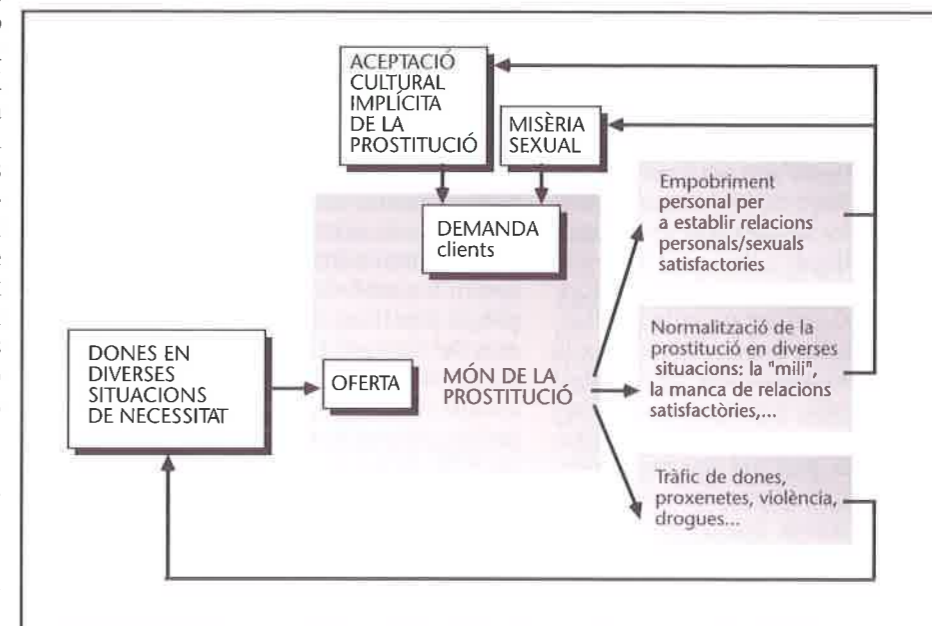 ACEPTACIÓ
CULTURAL
IMPLÍCITA
DE LA
PROSTITUCIÓ
MISÈRIA
SEXUAL
DEMANDA
clients
Empobriment
personal per
a establir relacions
personals/sexuals
satisfactories
DONES EN
DIVERSES
SITUACIONS
DE NECESSITAT
OFERTA
MÓN DE LA
PROSTITUCIÓ
Normalització de la
prostitució en diverses
situacions: la "mili",
la manca de relacions
satisfactòries,...
Tràfic de dones,
proxenetes, violència,
drogues...